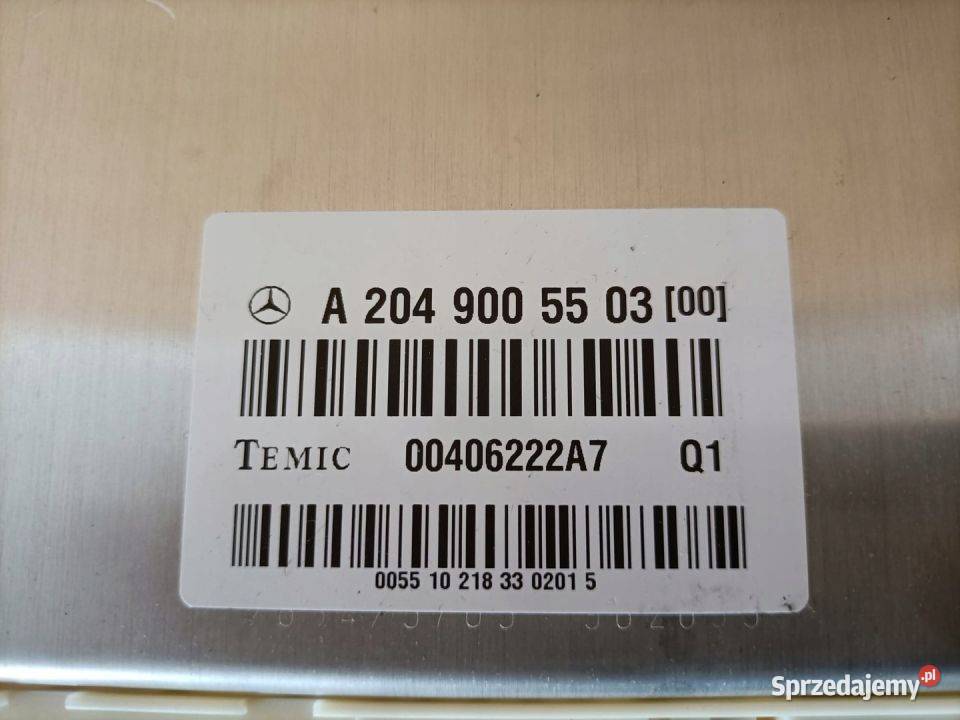 A 204 900 55 03 [00]
TEMIC 00406222A7 Q1
0055 10 218 33 0201 5
Sprzedajemy.pl